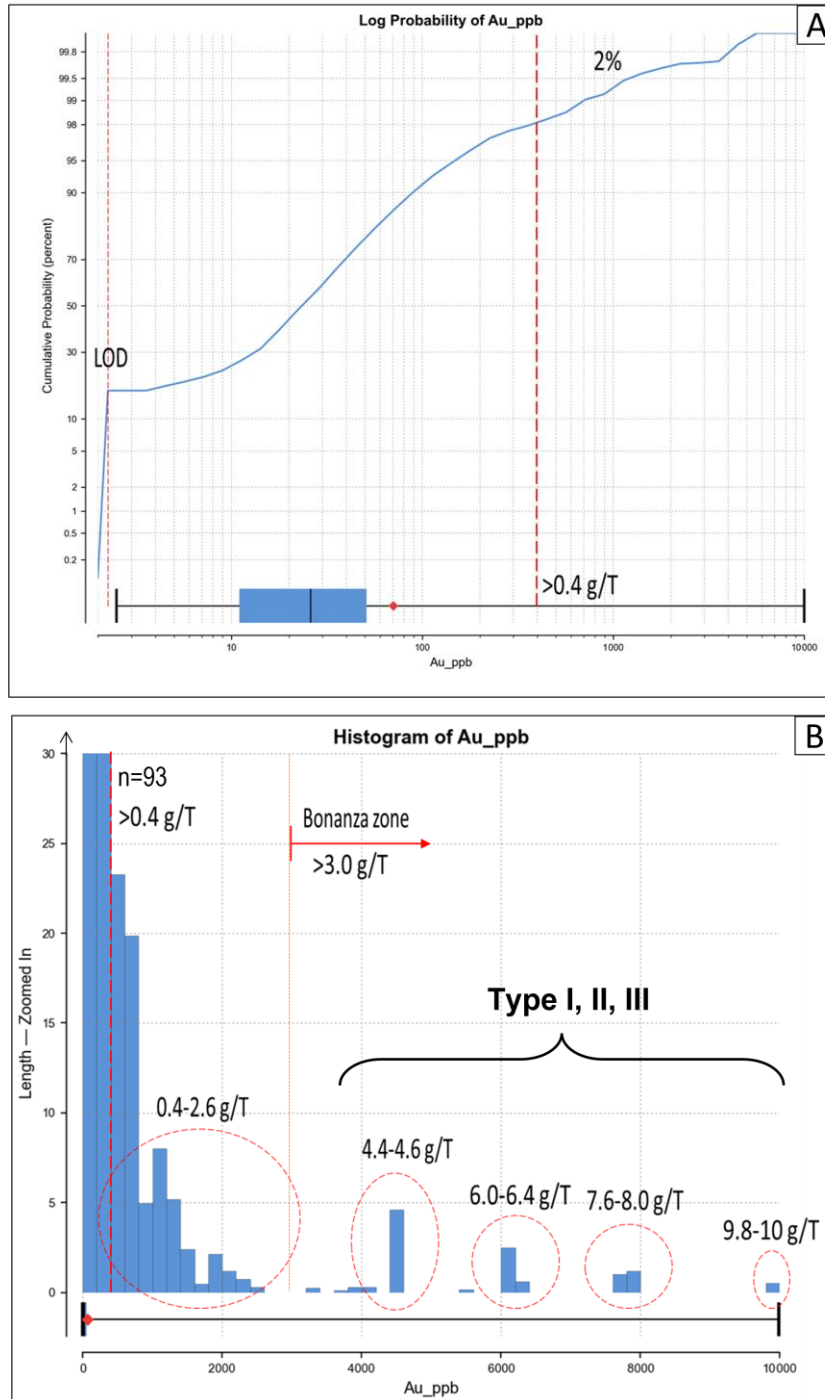 Log Probability of Au_ppb
A
99.8
99.5
99
98
95
90
70
50
30
10
5
2
1
0.5
0.2
Cumulative Probability (percent)
2%
LOD
>0.4 g/T
10
100
1000
10000
Au_ppb
Histogram of Au_ppb
B
30
25
20
15
10
5
0
Length — Zoomed In
n=93
>0.4 g/T
Bonanza zone
>3.0 g/T
Type I, II, III
0.4-2.6 g/T
4.4-4.6 g/T
6.0-6.4 g/T
7.6-8.0 g/T
9.8-10 g/T
0
2000
4000
6000
8000
10000
Au_ppb